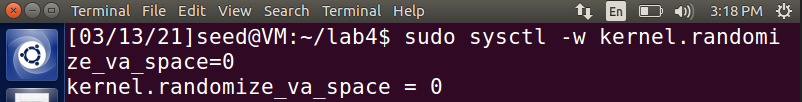 Terminal Terminal File Edit View Search Terminal Help En 3:18 PM
[03/13/21]seed@VM:~/lab4$ sudo sysctl -w kernel.randomi
ze_va_space=0
kernel.randomize_va_space = 0